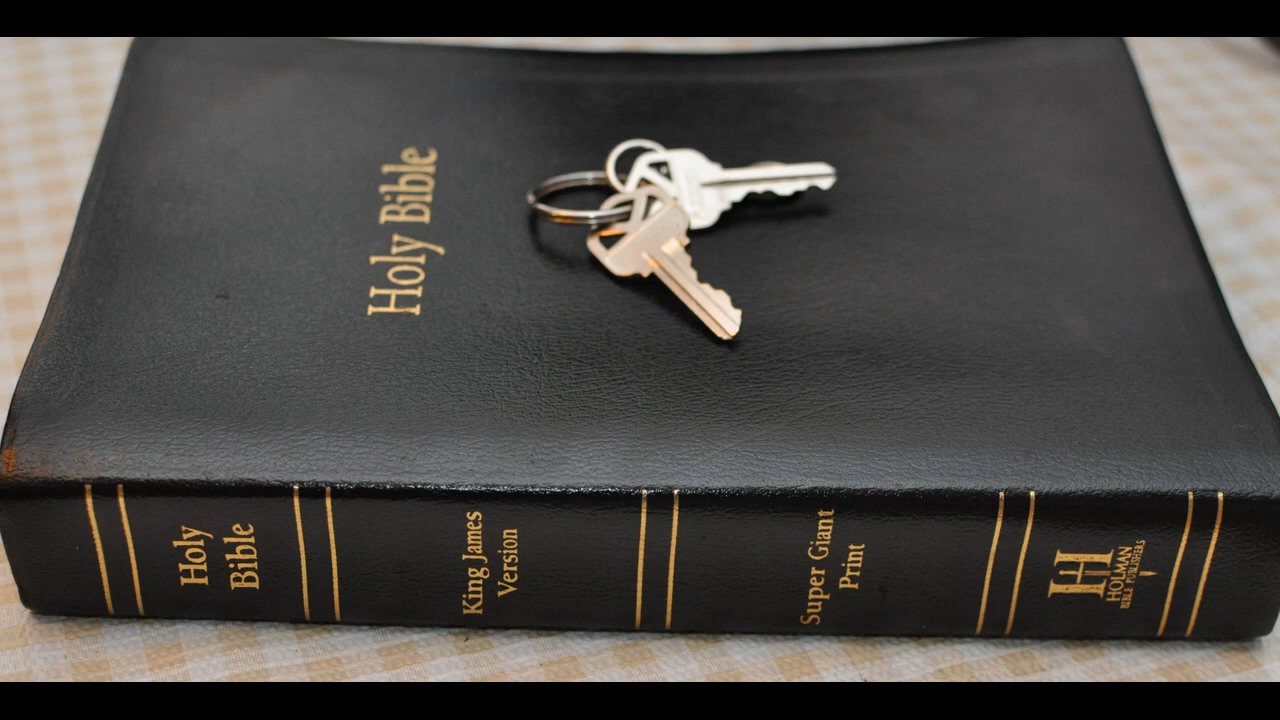 Holy Bible
Holy
Bible
King James
Version
Super Giant
Print
HOLMAN
BIBLE PUBLISHERS